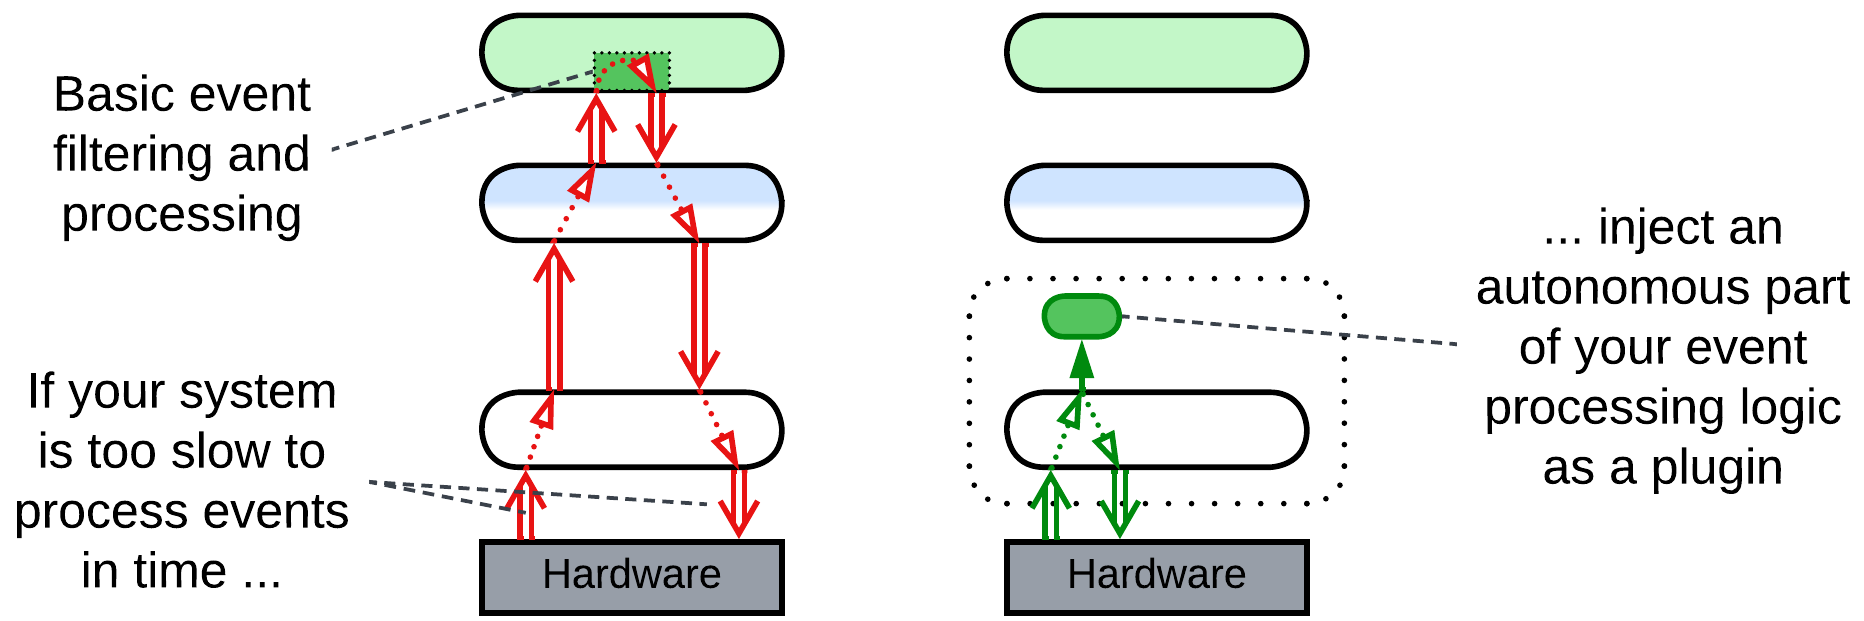 Basic event
filtering and
processing
If your system
is too slow to
process events
in time ...
Hardware
Hardware
... inject an
autonomous part
of your event
processing logic
as a plugin